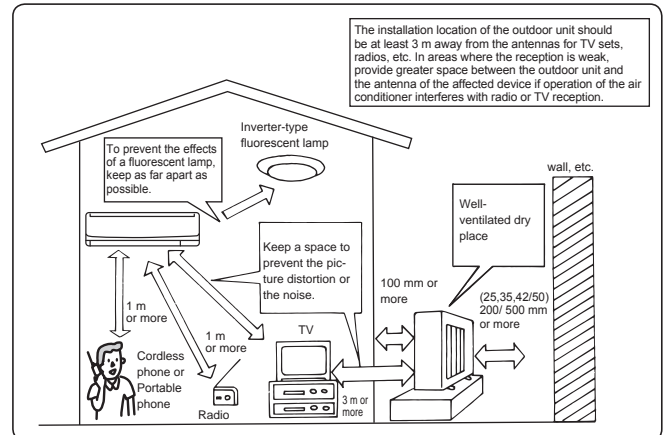 The installation location of the outdoor unit should
be at least 3 m away from the antennas for TV sets,
radios, etc. In areas where the reception is weak,
provide greater space between the outdoor unit and
the antenna of the affected device if operation of the air
conditioner interferes with radio or TV reception.
Inverter-type
fluorescent lamp
To prevent the effects
of a fluorescent lamp,
keep as far apart as
possible.
wall, etc.
Well-
ventilated dry
place
Keep a space to
prevent the pic-
ture distortion or
the noise.
100 mm or
more
(25,35,42/50)
200/ 500 mm
or more
1 m
or more
1 m
or more
TV
Cordless
phone or
Portable
phone
Radio
3 m or
more